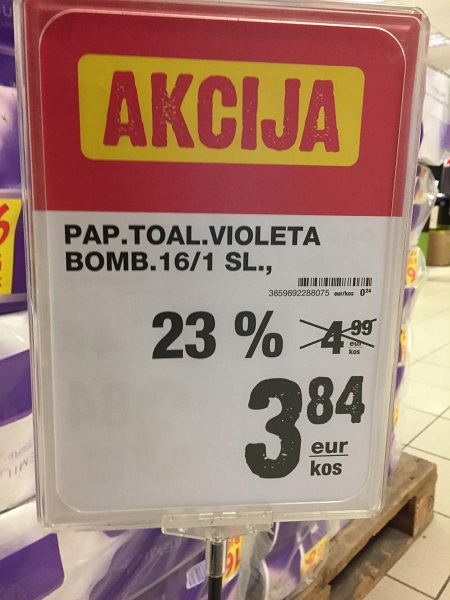 AKCIJA
PAP.TOAL.VIOLETA
BOMB.16/1 SL.,
3859892288075 eur/kos 0 24
23 % 4 99
eur
kos
3 84
eur
kos